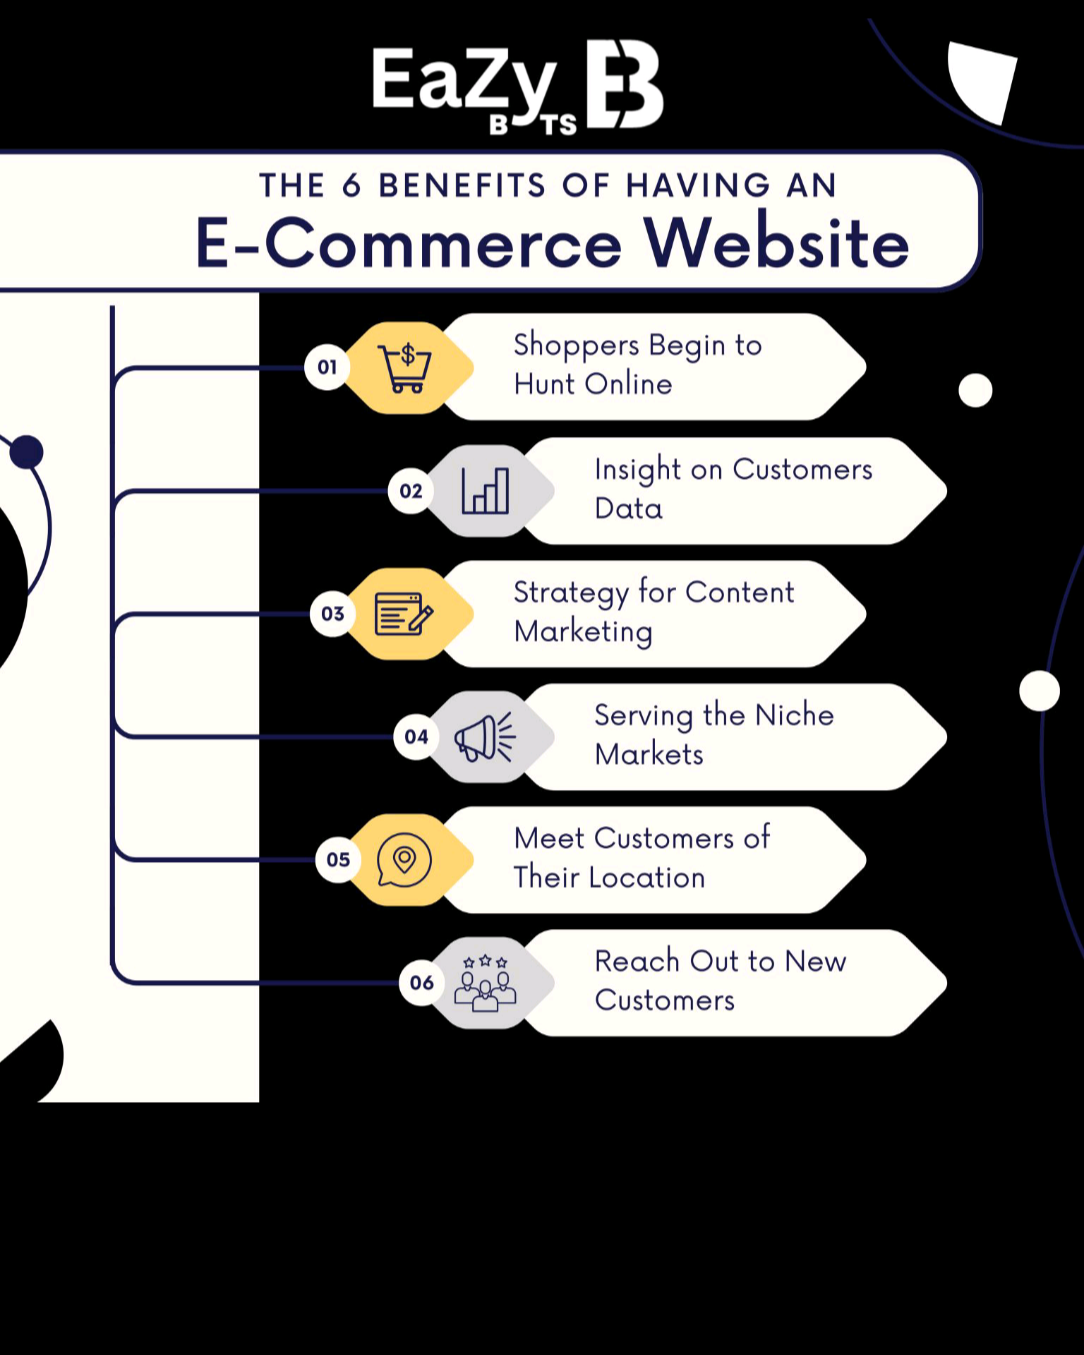 EaZy
B TS
THE 6 BENEFITS OF HAVING AN
E-Commerce Website
01
Shoppers Begin to
Hunt Online
02
Insight on Customers
Data
03
Strategy for Content
Marketing
04
Serving the Niche
Markets
05
Meet Customers of
Their Location
06
Reach Out to New
Customers